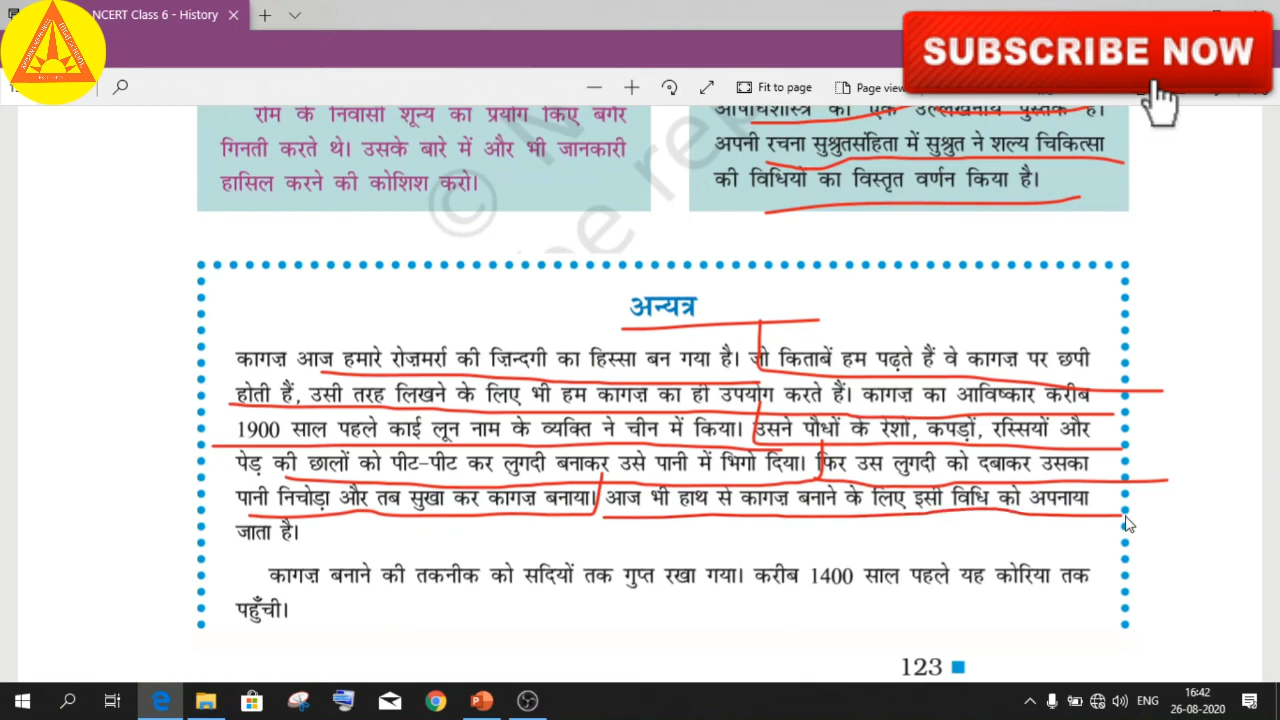 NCERT Class 6 - History
SUBSCRIBE NOW
Fit to page
Page view
रोम के निवासी शून्य का प्रयोग किए बगैर
गिनती करते थे। उसके बारे में और भी जानकारी
हासिल करने की कोशिश करो।
का एक उल्लेखनीय पुस्तक है।
अपनी रचना सुश्रुतसंहिता में सुश्रुत ने शल्य चिकित्सा
की विधियों का विस्तृत वर्णन किया है।
अन्यत्र
कागज़ आज हमारे रोज़मर्रा की ज़िन्दगी का हिस्सा बन गया है। जो किताबें हम पढ़ते हैं वे कागज़ पर छपी
होती हैं, उसी तरह लिखने के लिए भी हम कागज़ का ही उपयोग करते हैं। कागज़ का आविष्कार करीब
1900 साल पहले काई लून नाम के व्यक्ति ने चीन में किया। उसने पौधों के रेशों, कपड़ों, रस्सियों और
पेड़ की छालों को पीट-पीट कर लुगदी बनाकर उसे पानी में भिगो दिया। फिर उस लुगदी को दबाकर उसका
पानी निचोड़ा और तब सुखा कर कागज़ बनाया। आज भी हाथ से कागज़ बनाने के लिए इसी विधि को अपनाया
जाता है।
कागज़ बनाने की तकनीक को सदियों तक गुप्त रखा गया। करीब 1400 साल पहले यह कोरिया तक
पहुँची।
123
ENG
16:42
26-08-2020